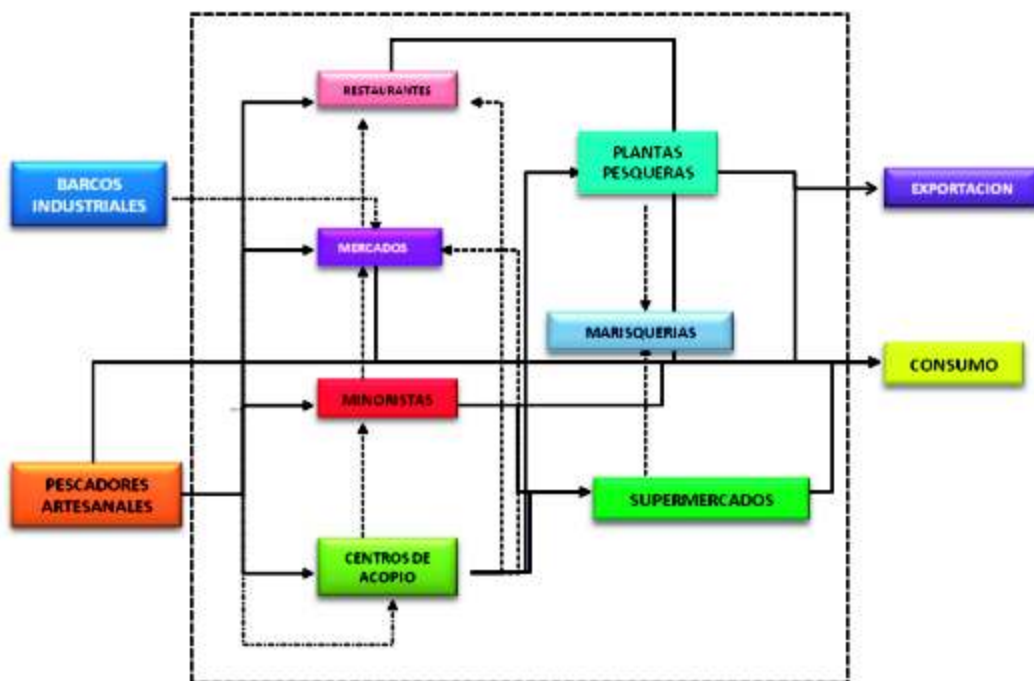 RESTAURANTES
BARCOS
INDUSTRIALES
PLANTAS
PESQUERAS
EXPORTACION
MERCADOS
MARISQUERIAS
CONSUMO
MINORISTAS
PESCADORES
ARTESANALES
SUPERMERCADOS
CENTROS DE
ACOPIO